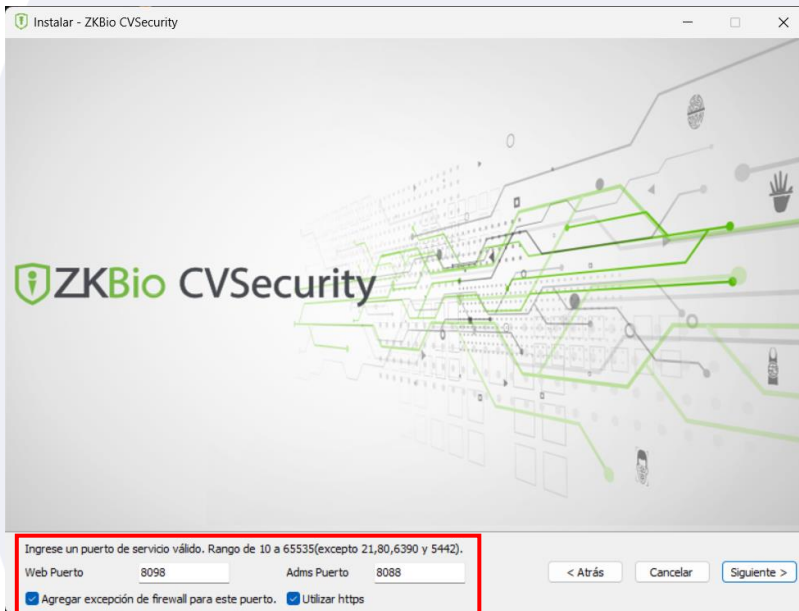 Instalar - ZKBio CVSecurity
ZKBio CVSecurity
Ingrese un puerto de servicio válido. Rango de 10 a 65535(excepto 21,80,6390 y 5442).
Web Puerto 8098 Adms Puerto 8088 < Atrás Cancelar Siguiente >
Agregar excepción de firewall para este puerto. Utilizar https